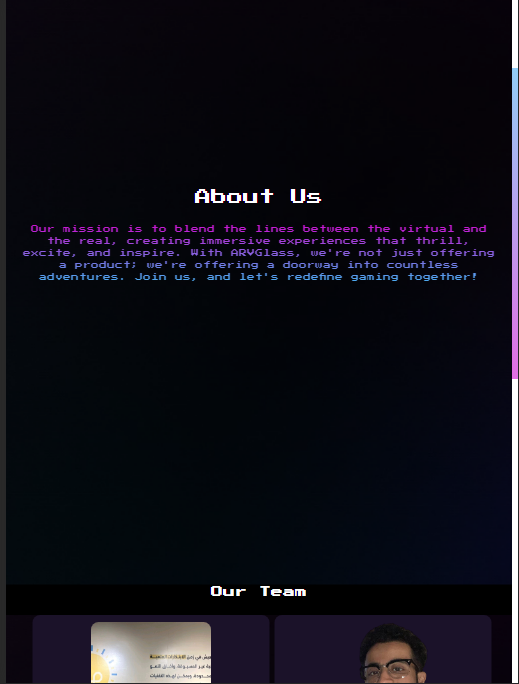 About Us
Our mission is to blend the lines between the virtual and
the real, creating immersive experiences that thrill,
excite, and inspire. With ARVGlass, we're not just offering
a product; we're offering a doorway into countless
adventures. Join us, and let's redefine gaming together!
Our Team